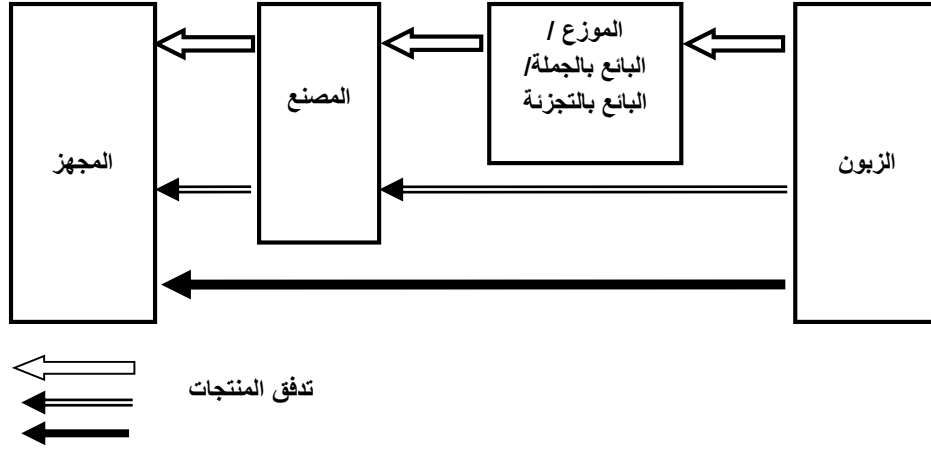 الموزع /
البائع بالجملة/
البائع بالتجزئة
المصنع
الزبون
المجهز
تدفق المنتجات